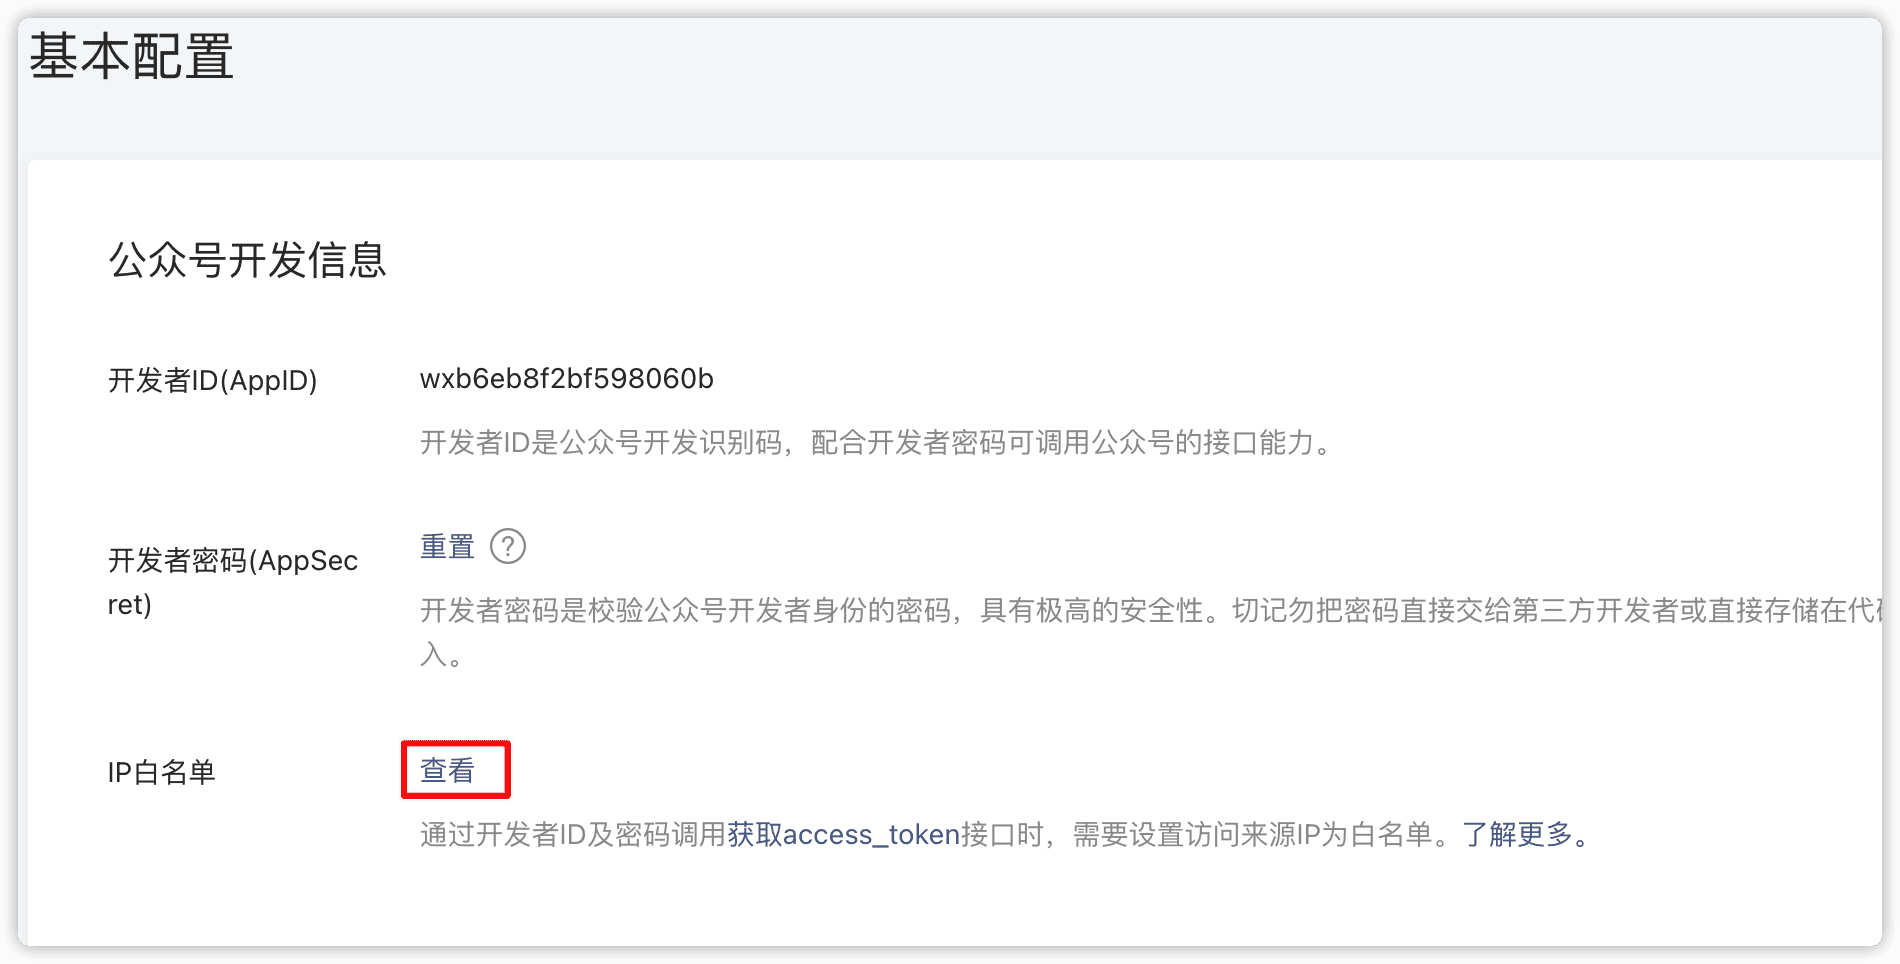 基本配置
公众号开发信息
开发者ID(AppID)
wxb6eb8f2bf598060b
开发者ID是公众号开发识别码，配合开发者密码可调用公众号的接口能力。
开发者密码(AppSec
ret)
重置 ?
开发者密码是校验公众号开发者身份的密码，具有极高的安全性。切记勿把密码直接交给第三方开发者或直接存储在代
入。
IP白名单
查看
通过开发者ID及密码调用获取access_token接口时，需要设置访问来源IP为白名单。了解更多。